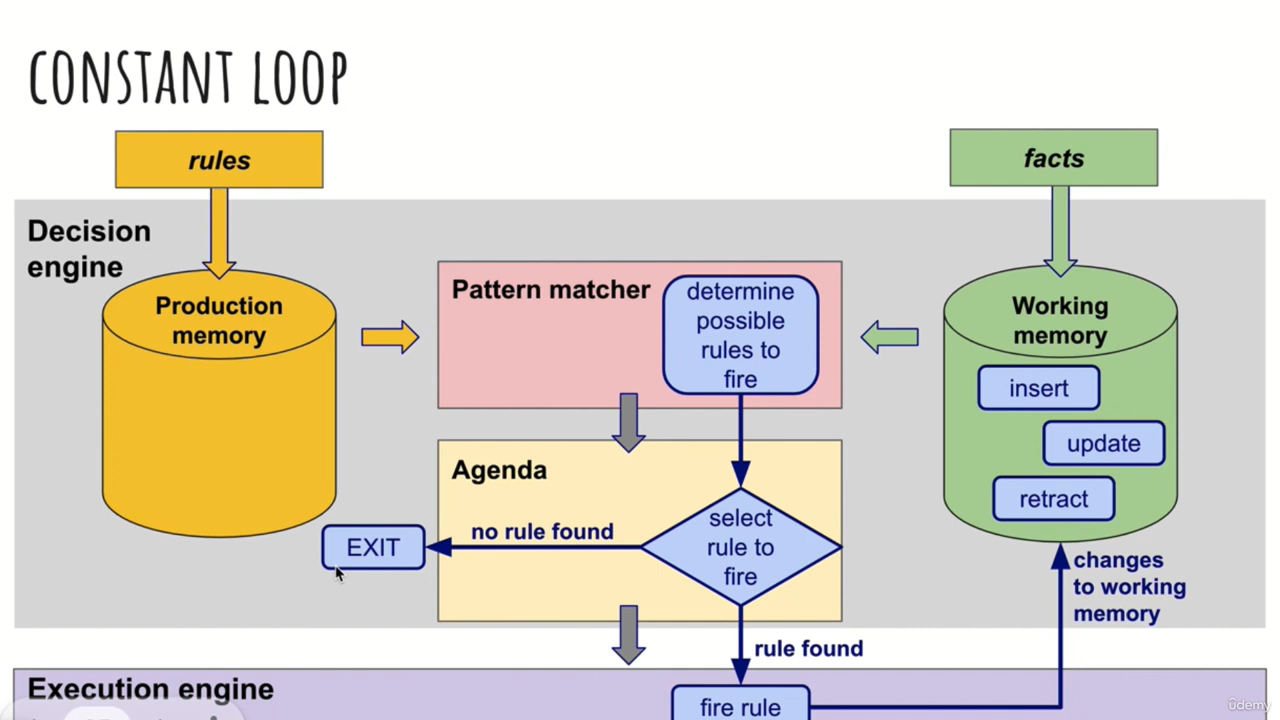 CONSTANT LOOP
rules
facts
Decision
engine
Production
memory
Pattern matcher
determine
possible
rules to
fire
Working
memory
insert
update
retract
Agenda
select
rule to
fire
no rule found
EXIT
changes
to working
memory
rule found
Execution engine
fire rule
ûdemy